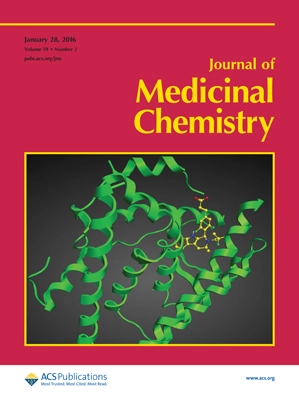 January 28, 2016
Volume 59 • Number 2
pubs.acs.org/jmc
Journal of
Medicinal
Chemistry
ACS Publications
Most Trusted. Most Cited. Most Read.
www.acs.org